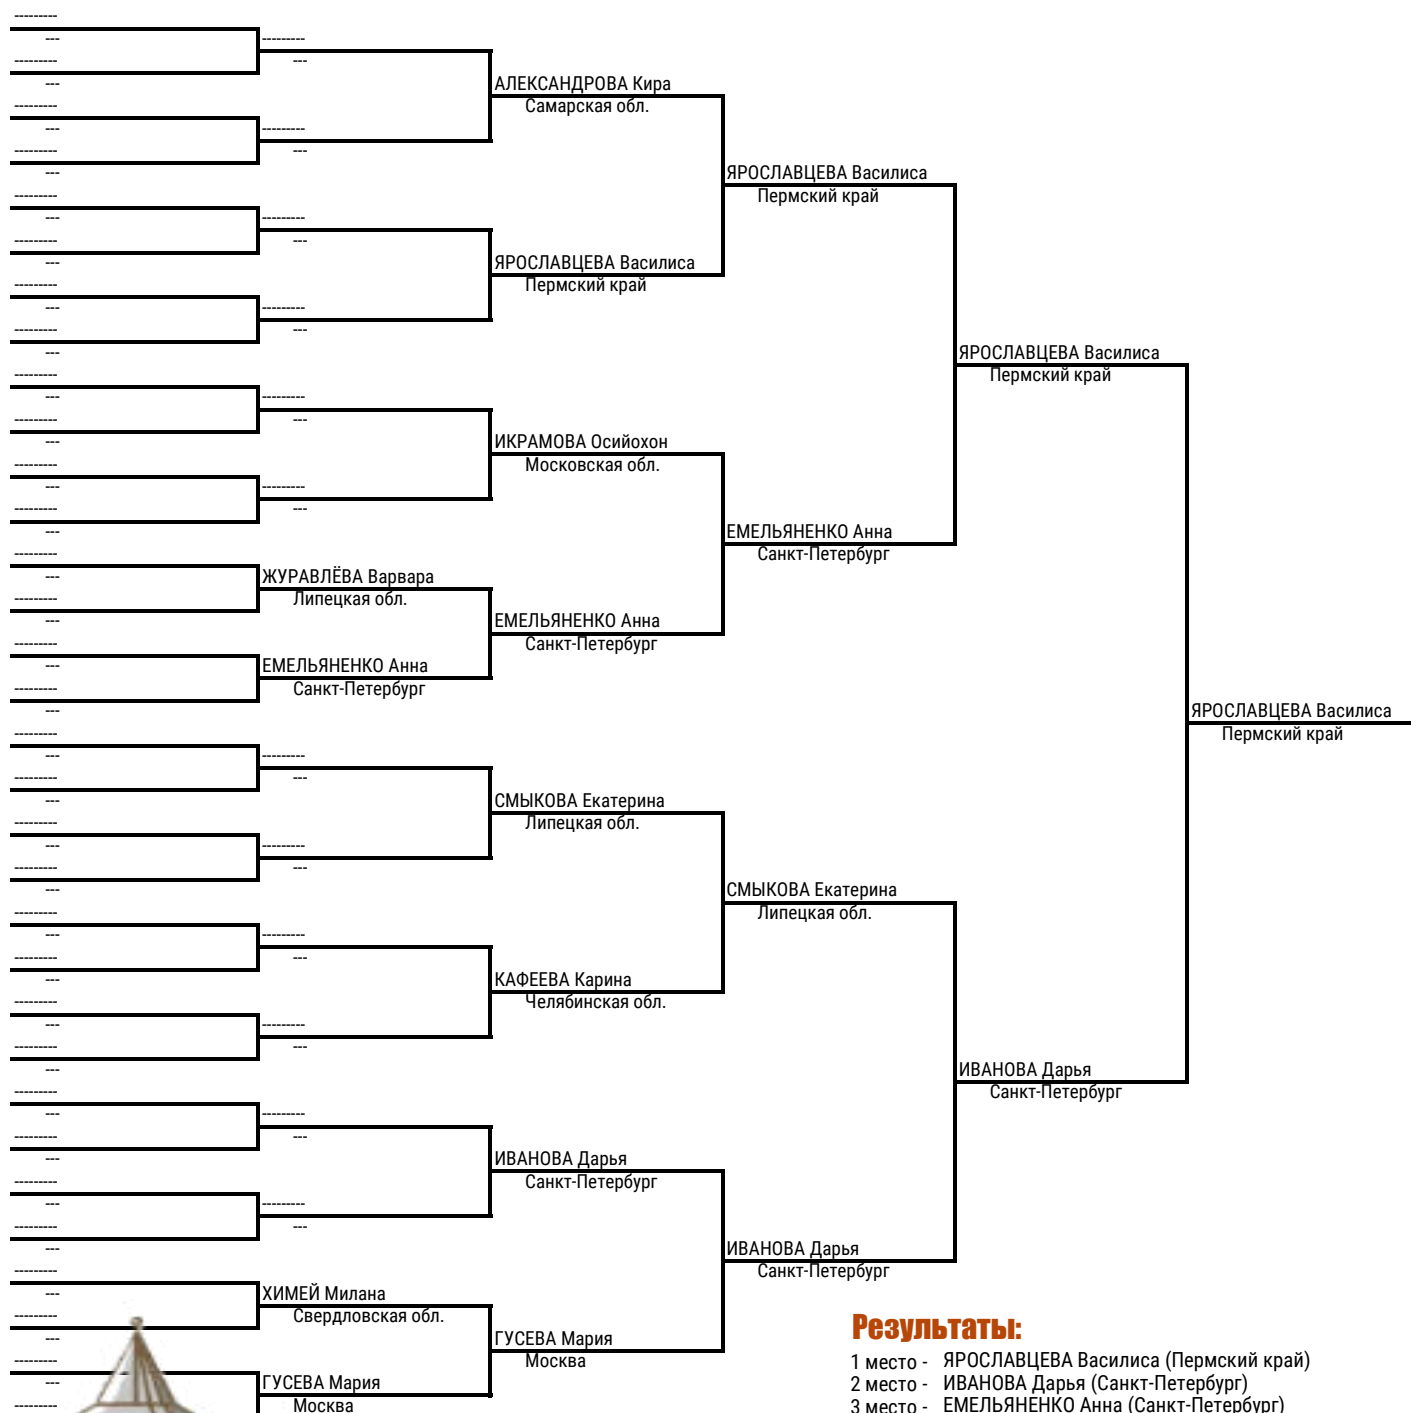 АЛЕКСАНДРОВА Кира
Самарская обл.
ЯРОСЛАВЦЕВА Василиса
Пермский край
ЯРОСЛАВЦЕВА Василиса
Пермский край
ЯРОСЛАВЦЕВА Василиса
Пермский край
ИКРАМОВА Осийохон
Московская обл.
ЕМЕЛЬЯНЕНКО Анна
Санкт-Петербург
ЖУРАВЛЁВА Варвара
Липецкая обл.
ЕМЕЛЬЯНЕНКО Анна
Санкт-Петербург
ЕМЕЛЬЯНЕНКО Анна
Санкт-Петербург
ЯРОСЛАВЦЕВА Василиса
Пермский край
СМЫКОВА Екатерина
Липецкая обл.
СМЫКОВА Екатерина
Липецкая обл.
КАФЕЕВА Карина
Челябинская обл.
ИВАНОВА Дарья
Санкт-Петербург
ИВАНОВА Дарья
Санкт-Петербург
ИВАНОВА Дарья
Санкт-Петербург
ХИМЕЙ Милана
Свердловская обл.
ГУСЕВА Мария
Москва
ГУСЕВА Мария
Москва
Результаты:
1 место - ЯРОСЛАВЦЕВА Василиса (Пермский край)
2 место - ИВАНОВА Дарья (Санкт-Петербург)
3 место - ЕМЕЛЬЯНЕНКО Анна (Санкт-Петербург)